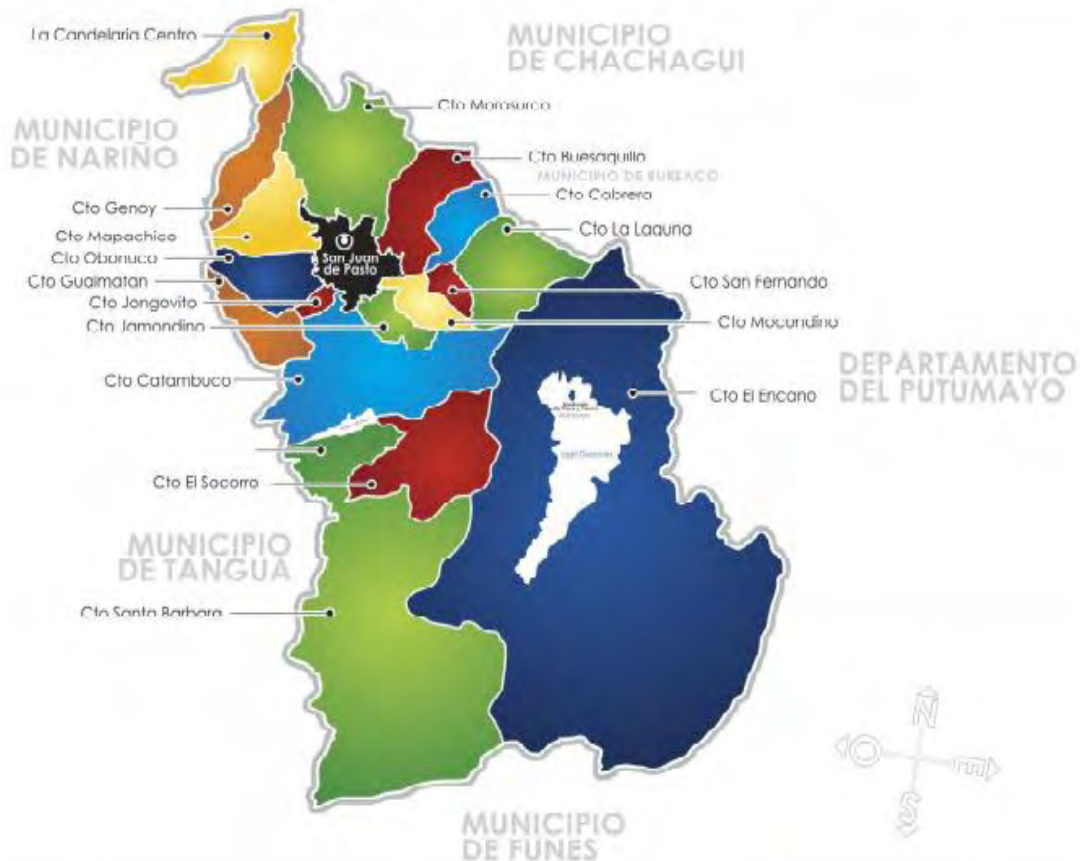 La Candelaria Centro
MUNICIPIO
DE CHACHAGUI
Cto Morasurco
MUNICIPIO
DE NARIÑO
Cto Buesaquillo
MUNICIPIO DE BUESACO
Cto Cabrera
Cto Genoy
Cto La Laguna
Cto Mapachico
Cto Obonuco
San Juan
de Pasto
Cto Gualmatan
Cto San Fernando
Cto Jongovito
Cto Jamondino
Cto Mocondino
DEPARTAMENTO
DEL PUTUMAYO
Cto Catambuco
Cto El Encano
Cto El Socorro
MUNICIPIO
DE TANGUA
Cto Santa Barbara
N
O
E
S
MUNICIPIO
DE FUNES